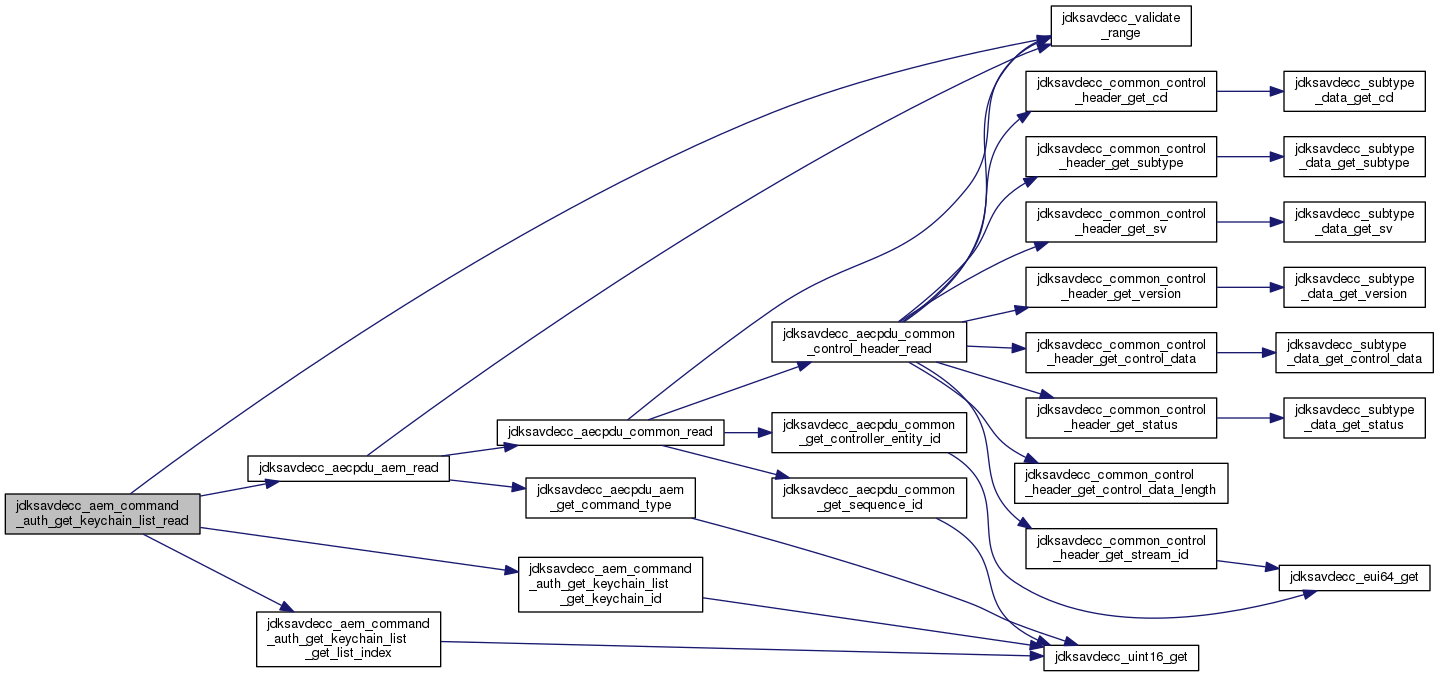 jdksavdecc_aem_command
_auth_get_keychain_list_read
jdksavdecc_aecpdu_aem_read
jdksavdecc_aem_command
_auth_get_keychain_list
_get_list_index
jdksavdecc_aecpdu_common_read
jdksavdecc_aecpdu_aem
_get_command_type
jdksavdecc_aem_command
_auth_get_keychain_list
_get_keychain_id
jdksavdecc_aecpdu_common
_control_header_read
jdksavdecc_aecpdu_common
_get_controller_entity_id
jdksavdecc_aecpdu_common
_get_sequence_id
jdksavdecc_validate
_range
jdksavdecc_common_control
_header_get_cd
jdksavdecc_common_control
_header_get_subtype
jdksavdecc_common_control
_header_get_sv
jdksavdecc_common_control
_header_get_version
jdksavdecc_common_control
_header_get_control_data
jdksavdecc_common_control
_header_get_status
jdksavdecc_common_control
_header_get_control_data_length
jdksavdecc_common_control
_header_get_stream_id
jdksavdecc_uint16_get
jdksavdecc_subtype
_data_get_cd
jdksavdecc_subtype
_data_get_subtype
jdksavdecc_subtype
_data_get_sv
jdksavdecc_subtype
_data_get_version
jdksavdecc_subtype
_data_get_control_data
jdksavdecc_subtype
_data_get_status
jdksavdecc_eui64_get